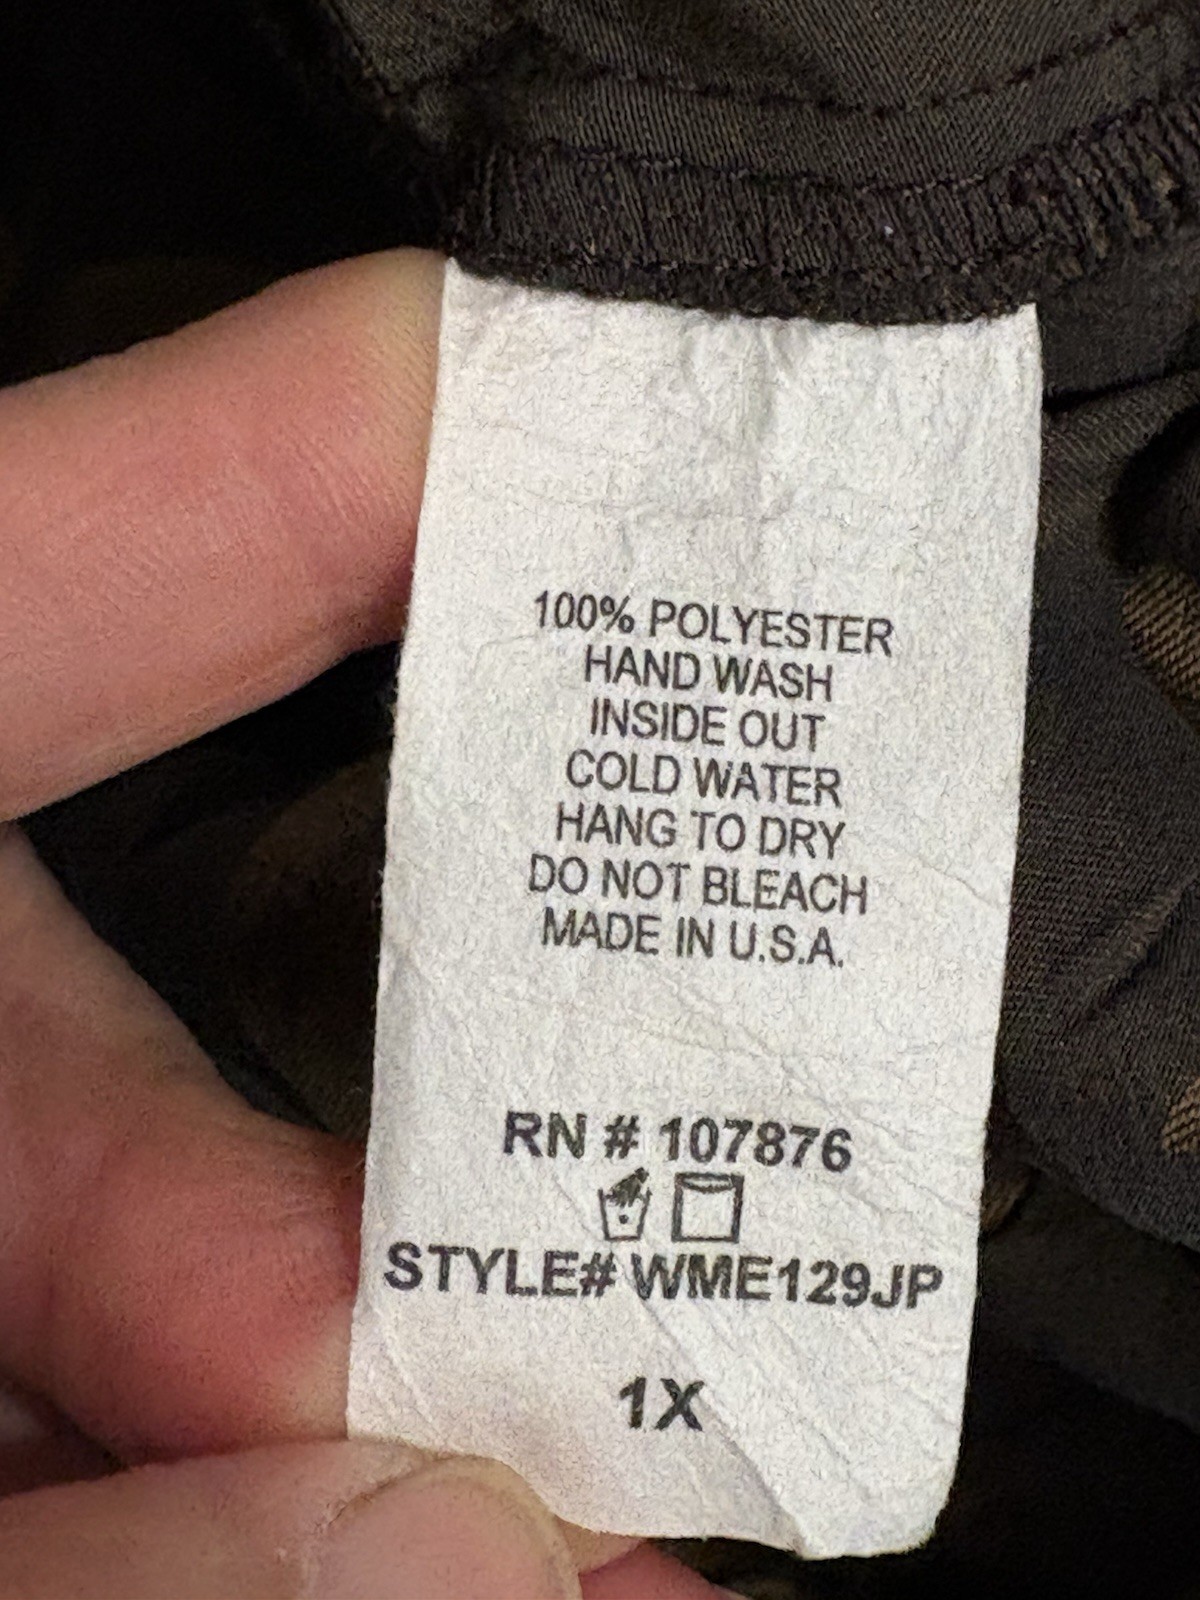 100% POLYESTER
HAND WASH
INSIDE OUT
COLD WATER
HANG TO DRY
DO NOT BLEACH
MADE IN U.S.A.
RN # 107876
STYLE# WME129JP
1X